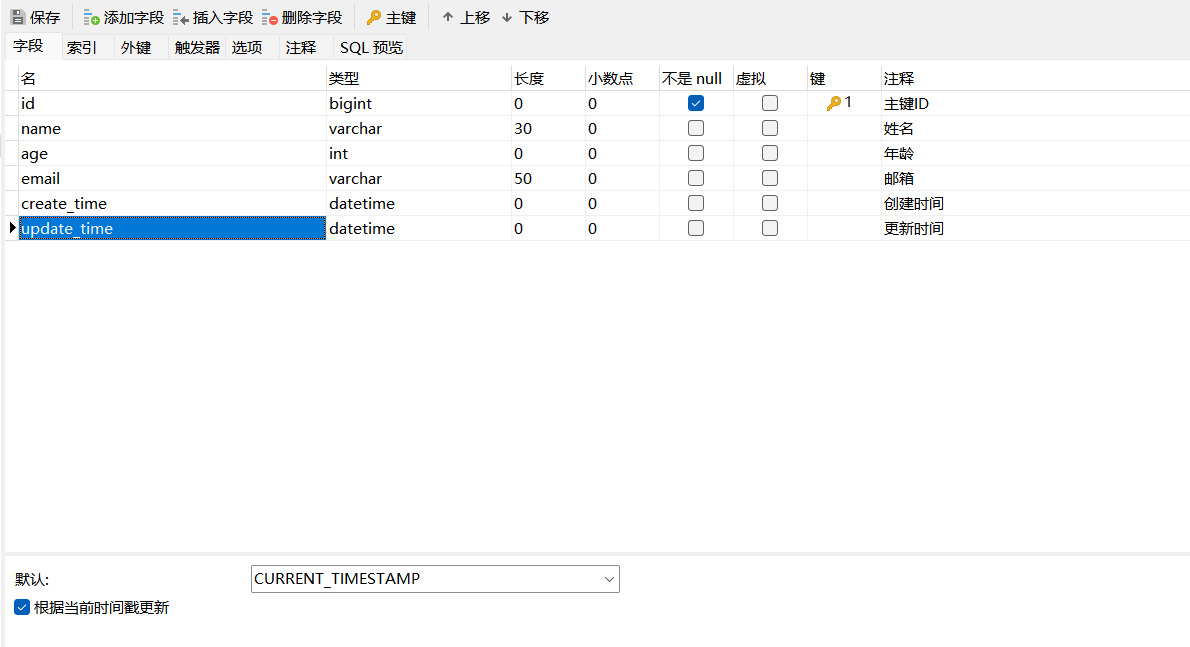 保存 添加字段 插入字段 删除字段 主键 上移 下移
字段 索引 外键 触发器 选项 注释 SQL 预览
名 类型 长度 小数点 不是 null 虚拟 键 注释
id bigint 0 0 1 主键ID
name varchar 30 0 姓名
age int 0 0 年龄
email varchar 50 0 邮箱
create_time datetime 0 0 创建时间
update_time datetime 0 0 更新时间
默认: CURRENT_TIMESTAMP
根据当前时间戳更新